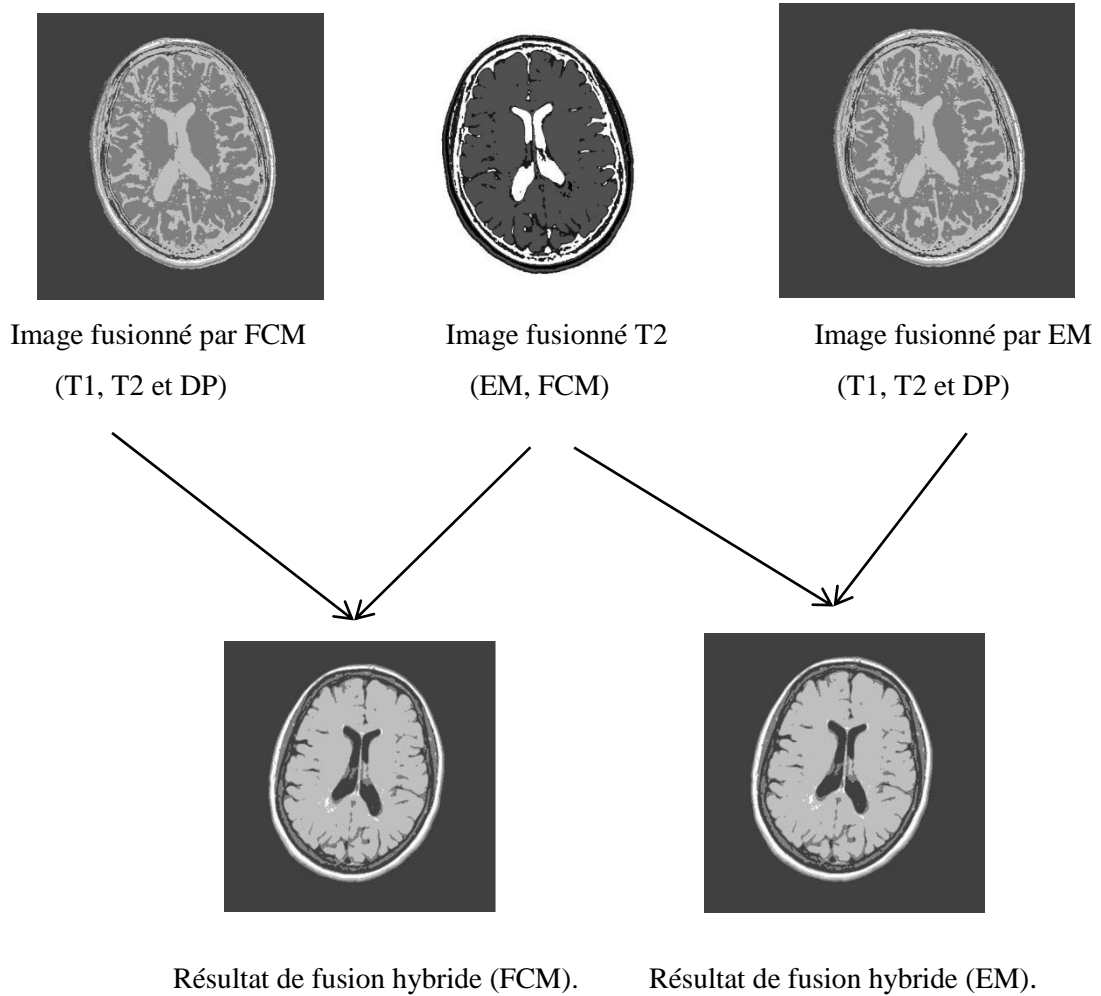 Image fusionné par FCM
(T1, T2 et DP)
Image fusionné T2
(EM, FCM)
Image fusionné par EM
(T1, T2 et DP)
Résultat de fusion hybride (FCM).
Résultat de fusion hybride (EM).